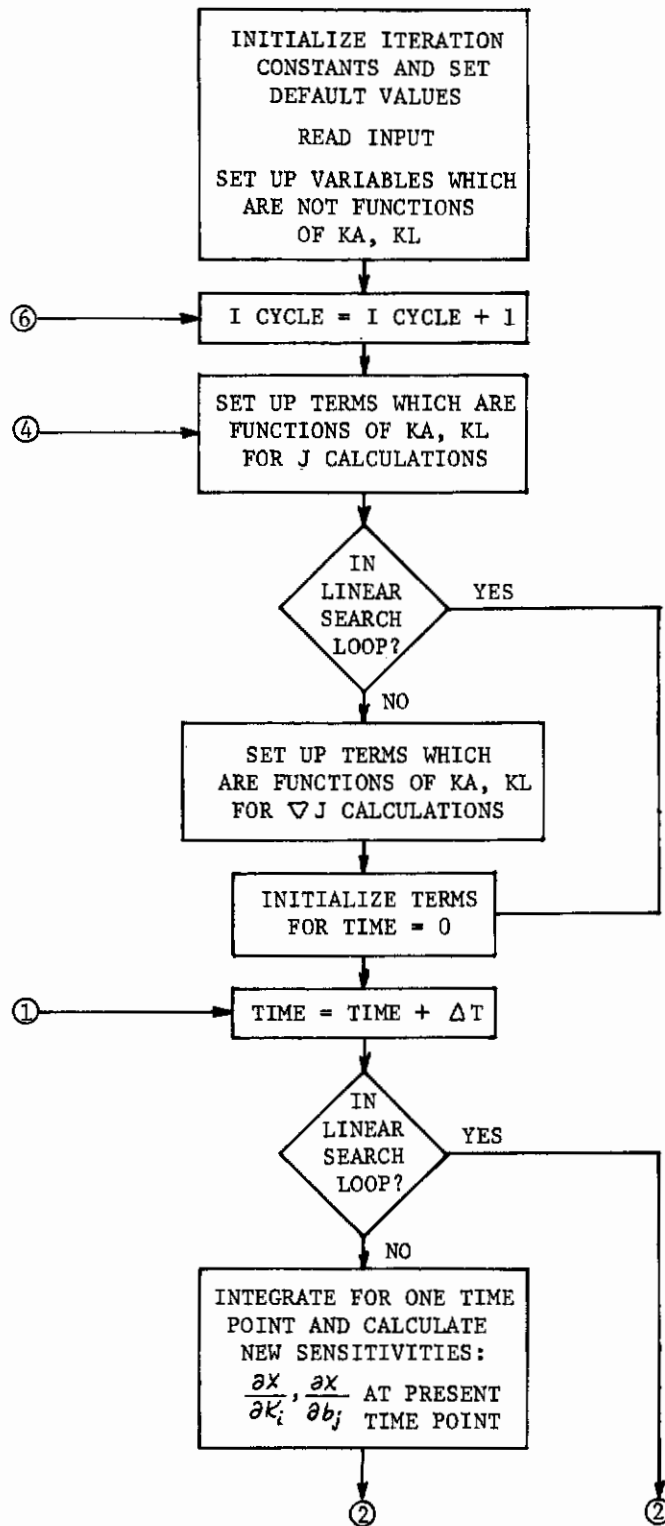 INITIALIZE ITERATION
CONSTANTS AND SET
DEFAULT VALUES
READ INPUT
SET UP VARIABLES WHICH
ARE NOT FUNCTIONS
OF KA, KL
⑥
I CYCLE = I CYCLE + 1
④
SET UP TERMS WHICH ARE
FUNCTIONS OF KA, KL
FOR J CALCULATIONS
IN
LINEAR
SEARCH
LOOP?
YES
NO
SET UP TERMS WHICH
ARE FUNCTIONS OF KA, KL
FOR ∇J CALCULATIONS
INITIALIZE TERMS
FOR TIME = 0
①
TIME = TIME + ΔT
IN
LINEAR
SEARCH
LOOP?
YES
NO
INTEGRATE FOR ONE TIME
POINT AND CALCULATE
NEW SENSITIVITIES:
∂X/∂K_i, ∂X/∂b_j AT PRESENT
TIME POINT
②
②